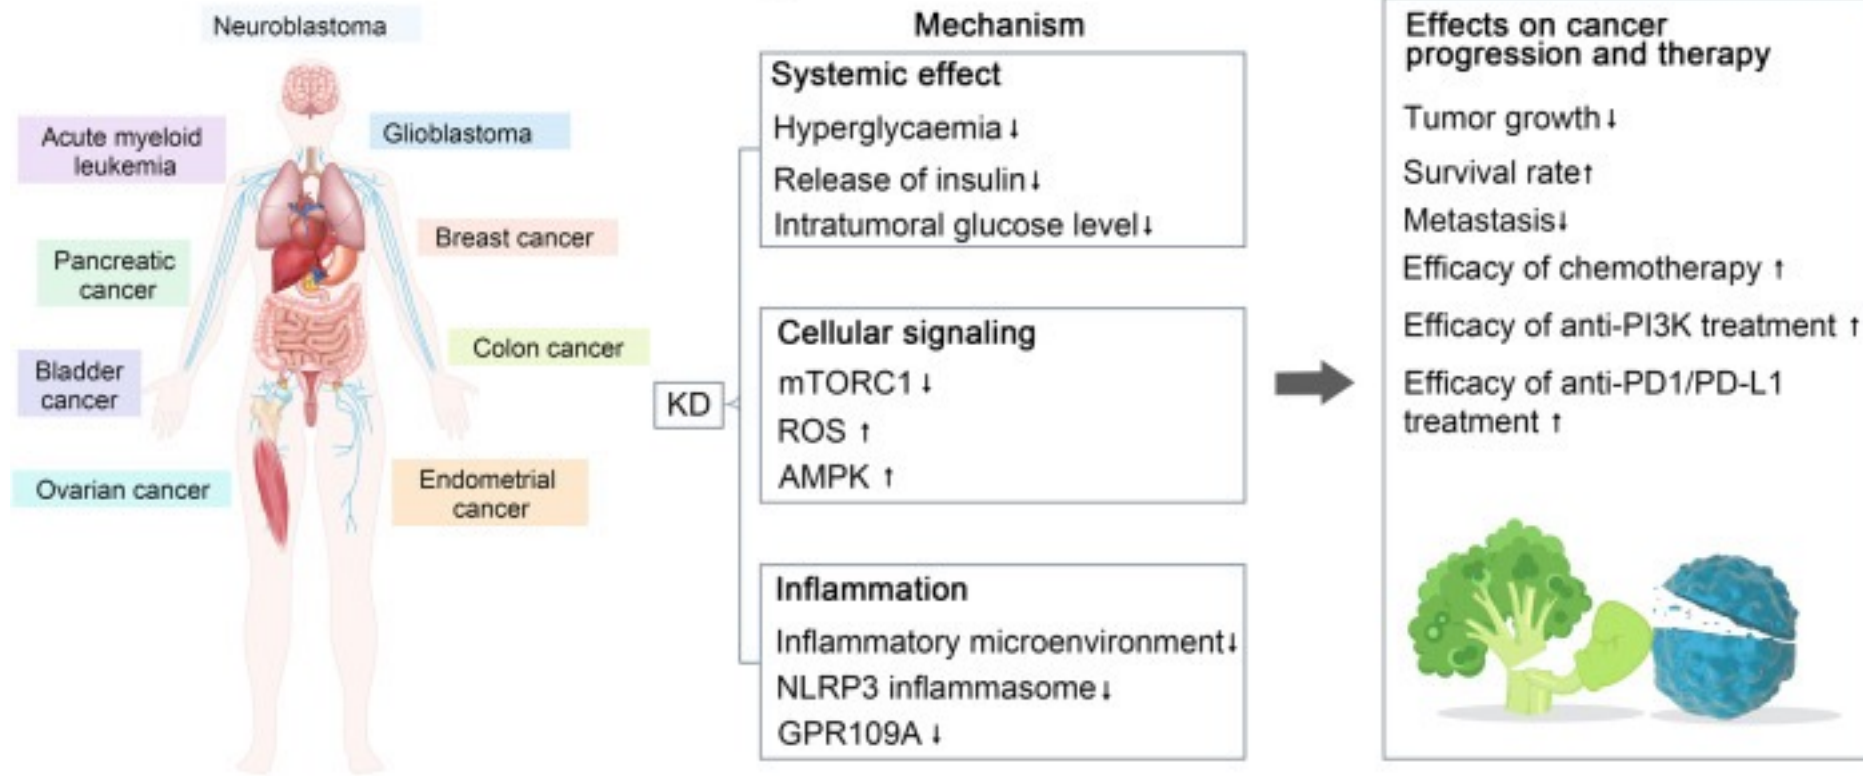 Neuroblastoma
Acute myeloid
leukemia
Glioblastoma
Breast cancer
Pancreatic
cancer
Colon cancer
Bladder
cancer
Ovarian cancer
Endometrial
cancer
KD
Mechanism
Systemic effect
Hyperglycaemia↓
Release of insulin↓
Intratumoral glucose level↓
Cellular signaling
mTORC1↓
ROS ↑
AMPK ↑
Inflammation
Inflammatory microenvironment↓
NLRP3 inflammasome↓
GPR109A ↓
Effects on cancer
progression and therapy
Tumor growth↓
Survival rate↑
Metastasis↓
Efficacy of chemotherapy ↑
Efficacy of anti-PI3K treatment ↑
Efficacy of anti-PD1/PD-L1
treatment ↑